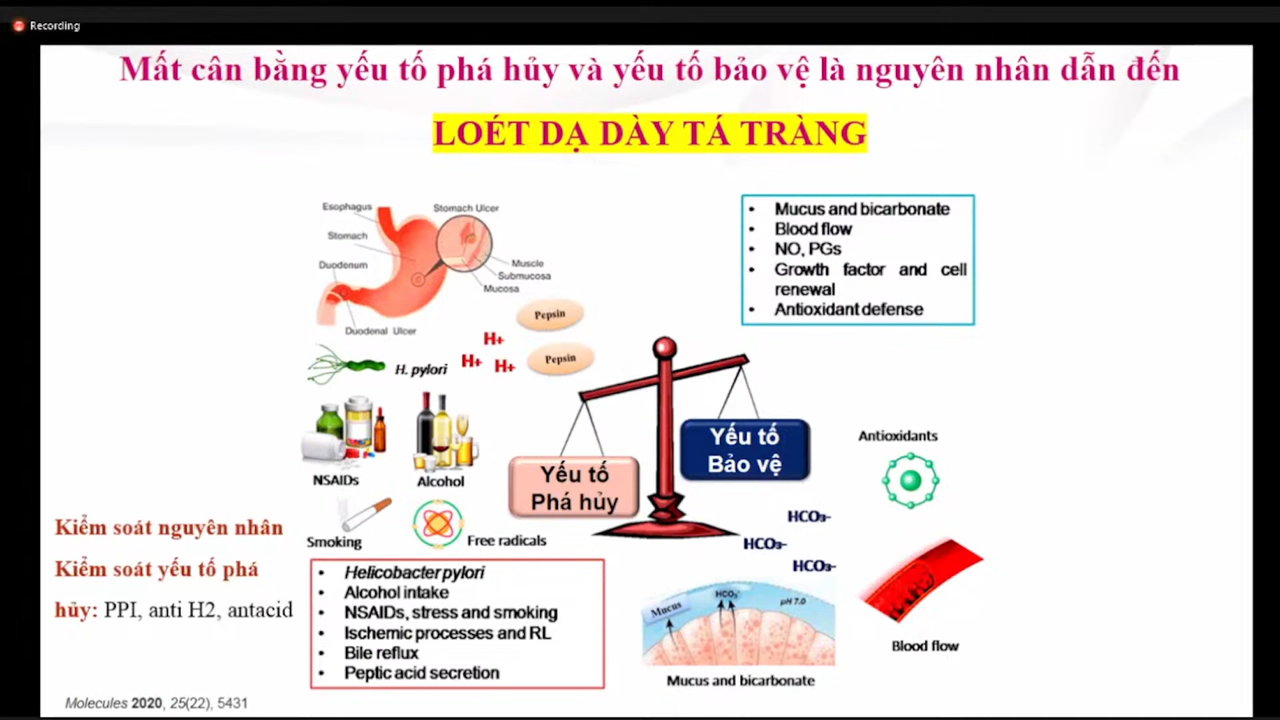 Recording
Mất cân bằng yếu tố phá hủy và yếu tố bảo vệ là nguyên nhân dẫn đến
LOÉT DẠ DÀY TÁ TRÀNG
Esophagus
Stomach Ulcer
Stomach
Duodenum
Muscle
Submucosa
Mucosa
Duodenal Ulcer
• Mucus and bicarbonate
• Blood flow
• NO, PGs
• Growth factor and cell
renewal
• Antioxidant defense
Pepsin
H+
H+
H+
Pepsin
H. pylori
NSAIDs
Alcohol
Smoking
Free radicals
Yếu tố
Phá hủy
Yếu tố
Bảo vệ
Antioxidants
HCO₃-
HCO₃-
HCO₃-
Mucus
HCO₃⁻
pH 7.0
Mucus and bicarbonate
Blood flow
Kiểm soát nguyên nhân
Kiểm soát yếu tố phá
hủy: PPI, anti H2, antacid
• Helicobacter pylori
• Alcohol intake
• NSAIDs, stress and smoking
• Ischemic processes and RL
• Bile reflux
• Peptic acid secretion
Molecules 2020, 25(22), 5431